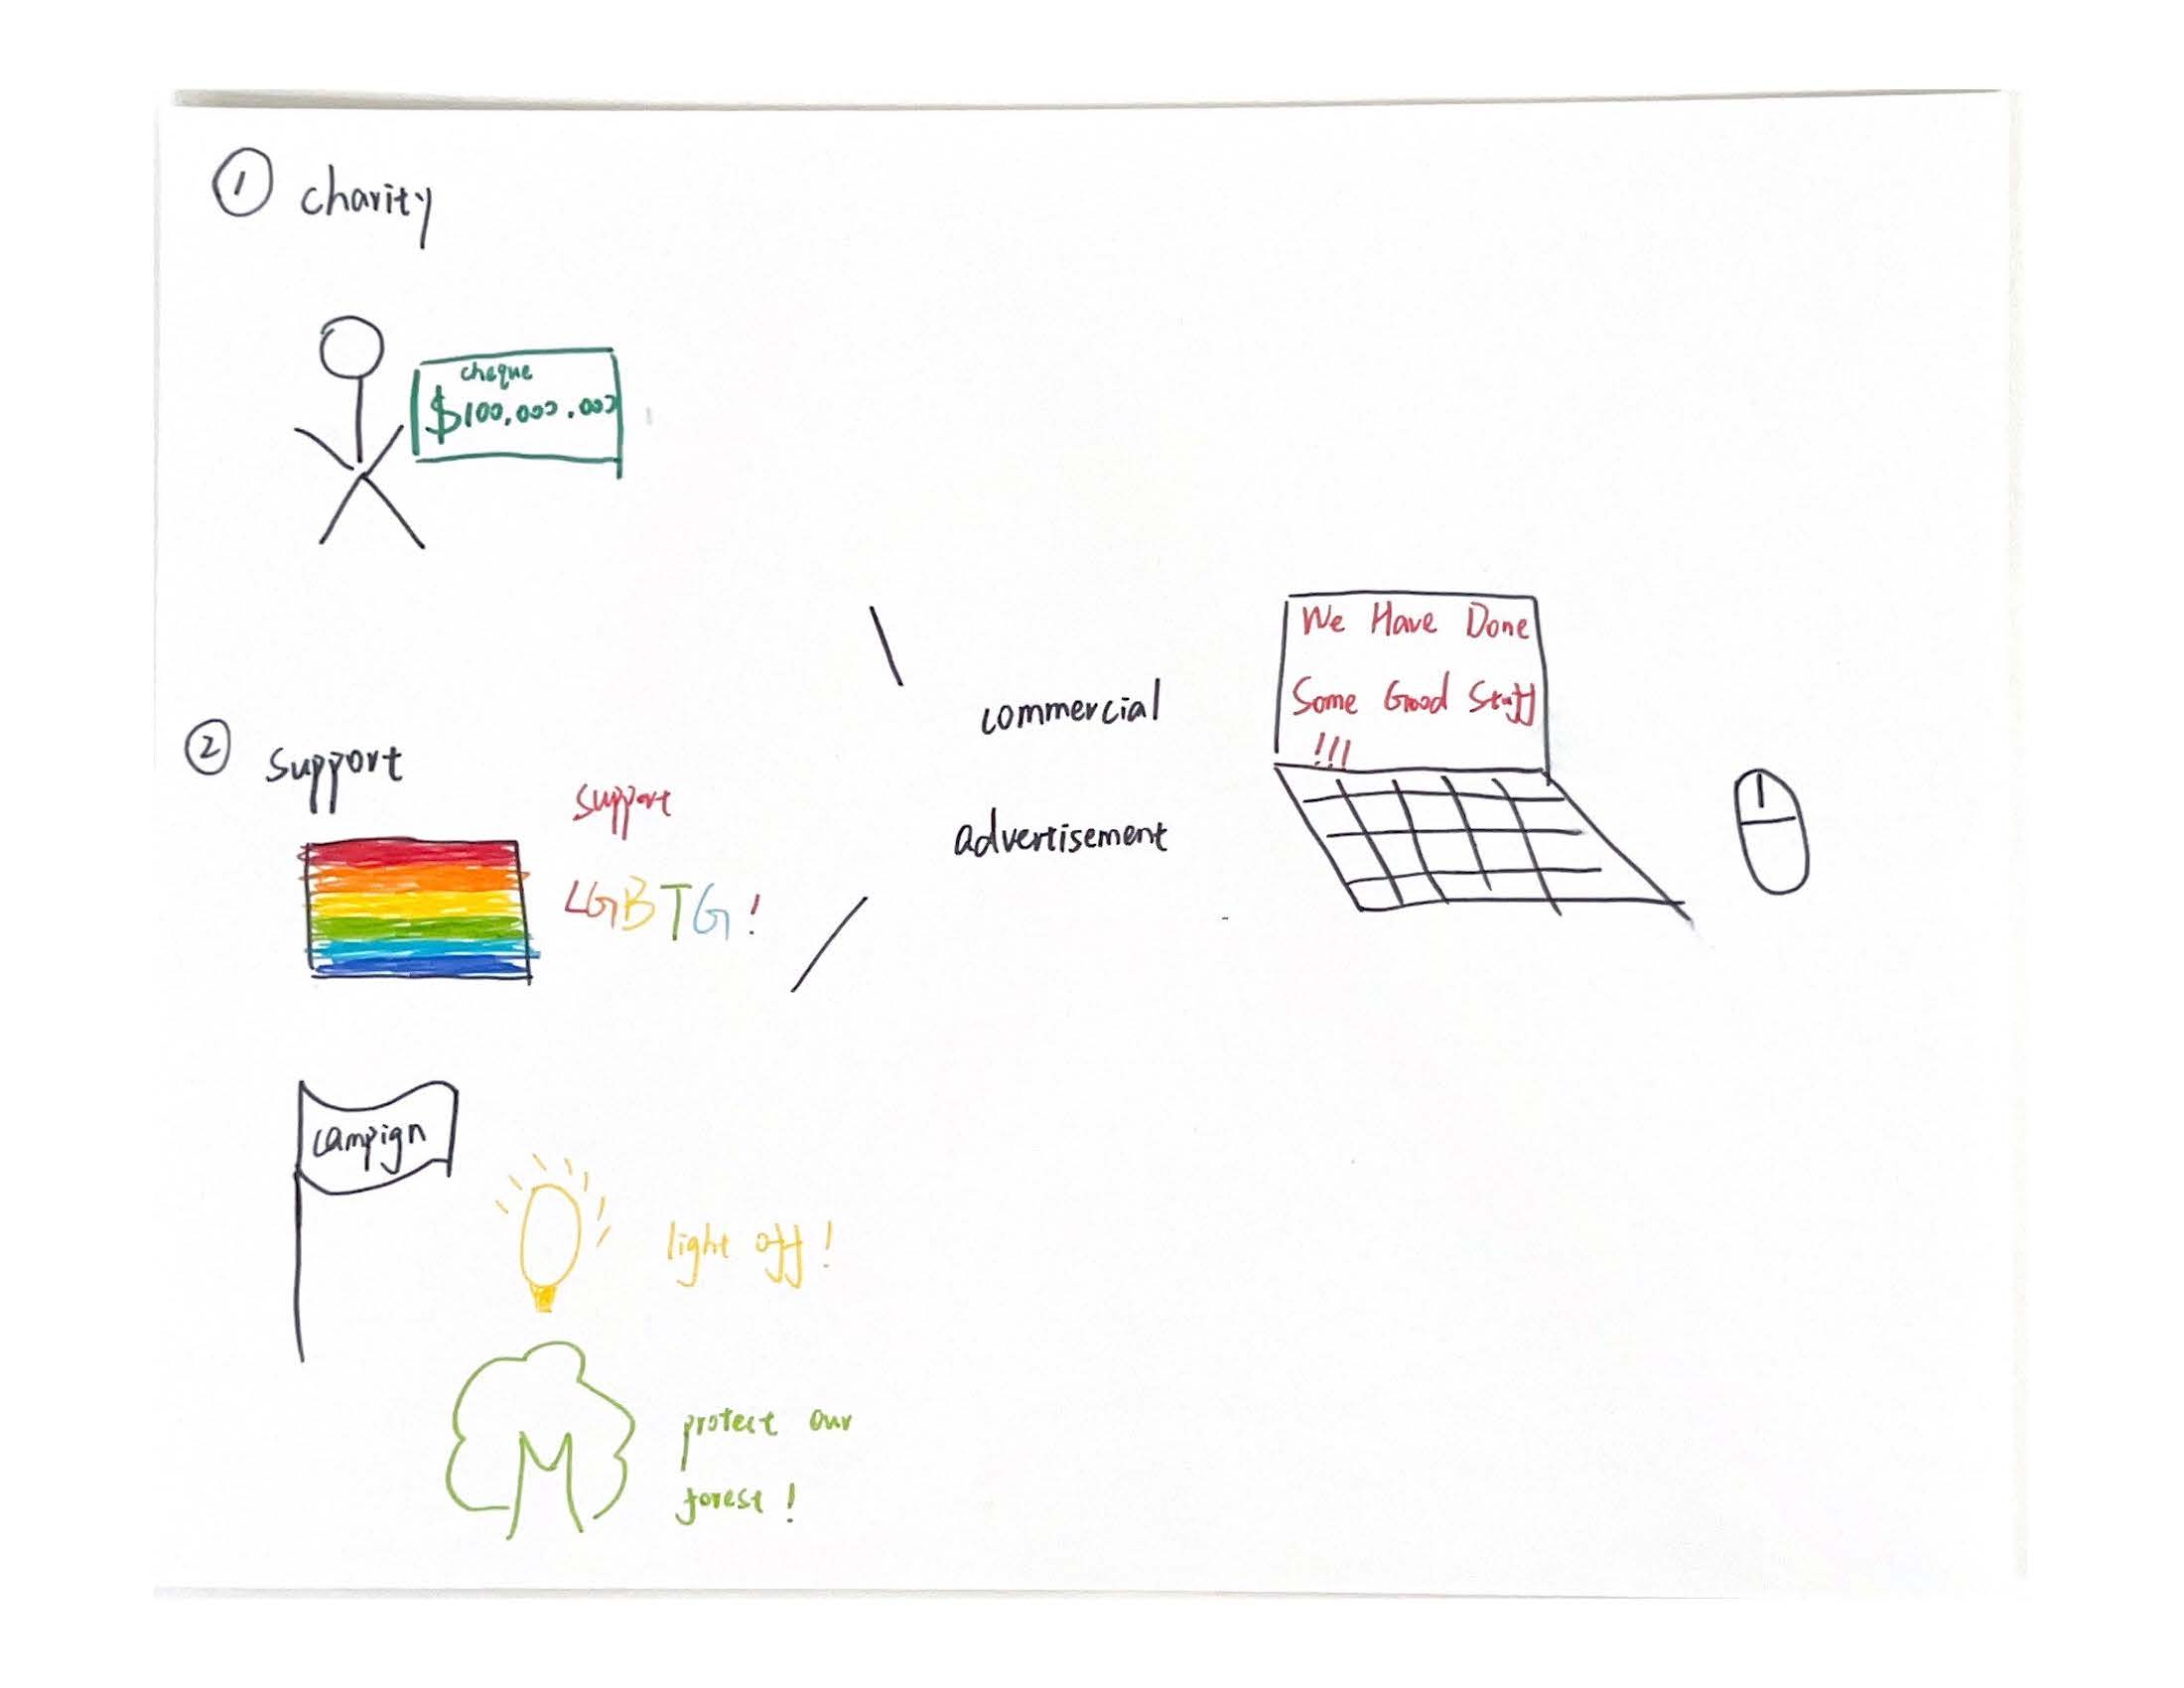 ① charity
cheque
$100,000.000
② support
support
LGBTG!
campign
light off!
protect our
forest!
commercial
advertisement
We Have Done
Some Good Stuff
!!!